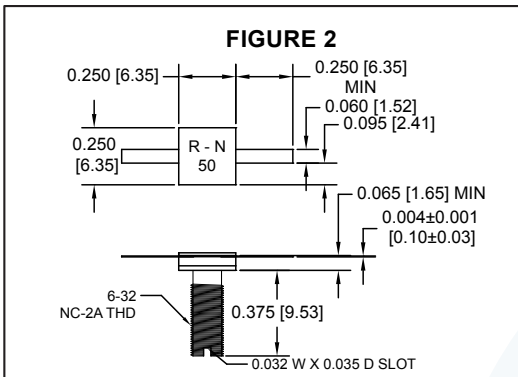 FIGURE 2
0.250 [6.35]
0.250 [6.35]
MIN
0.060 [1.52]
0.095 [2.41]
0.250
[6.35]
R - N
50
0.065 [1.65] MIN
0.004±0.001
[0.10±0.03]
6-32
NC-2A THD
0.375 [9.53]
0.032 W X 0.035 D SLOT